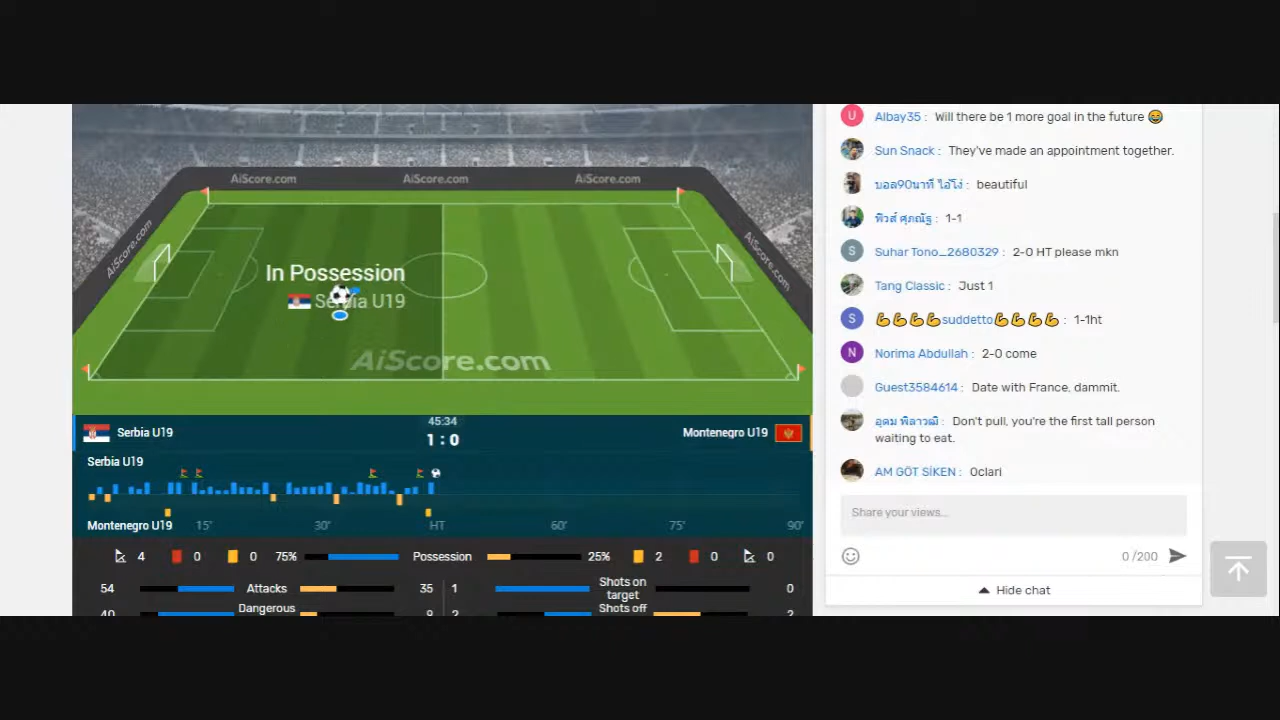 AiScore.com AiScore.com AiScore.com
AiScore.com
AiScore.com
In Possession
Serbia U19
AiScore.com
Serbia U19
45:34
1 : 0
Montenegro U19
Serbia U19
Montenegro U19 15' 30' HT 60' 75' 90'
4 0 0 75% Possession 25% 2 0 0
54 Attacks 35 1 Shots on target 0
Dangerous
Shots off
U Albay35 : Will there be 1 more goal in the future 😂
Sun Snack : They've made an appointment together.
บอล90นาที ไอ้โง่ : beautiful
ฟิวส์ ศุภณัฐ : 1-1
S Suhar Tono_2680329 : 2-0 HT please mkn
Tang Classic : Just 1
S 💪💪💪💪suddetto💪💪💪💪 : 1-1ht
N Norima Abdullah : 2-0 come
Guest3584614 : Date with France, dammit.
อุดม พิลาวฒิ : Don't pull, you're the first tall person
waiting to eat.
AM GÖT SİKEN : 0clari
Share your views...
0 /200
Hide chat